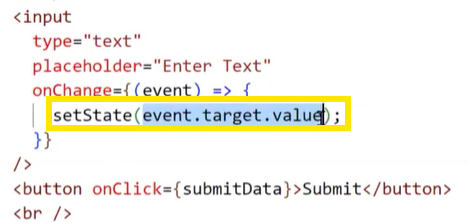 <input
type="text"
placeholder="Enter Text"
onChange={(event) => {
setState(event.target.value);
}}
/>
<button onClick={submitData}>Submit</button>
<br />